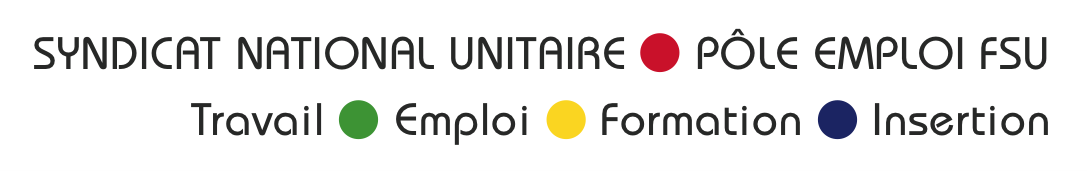 SYNDICAT NATIONAL UNITAIRE PÔLE EMPLOI FSU
Travail Emploi Formation Insertion